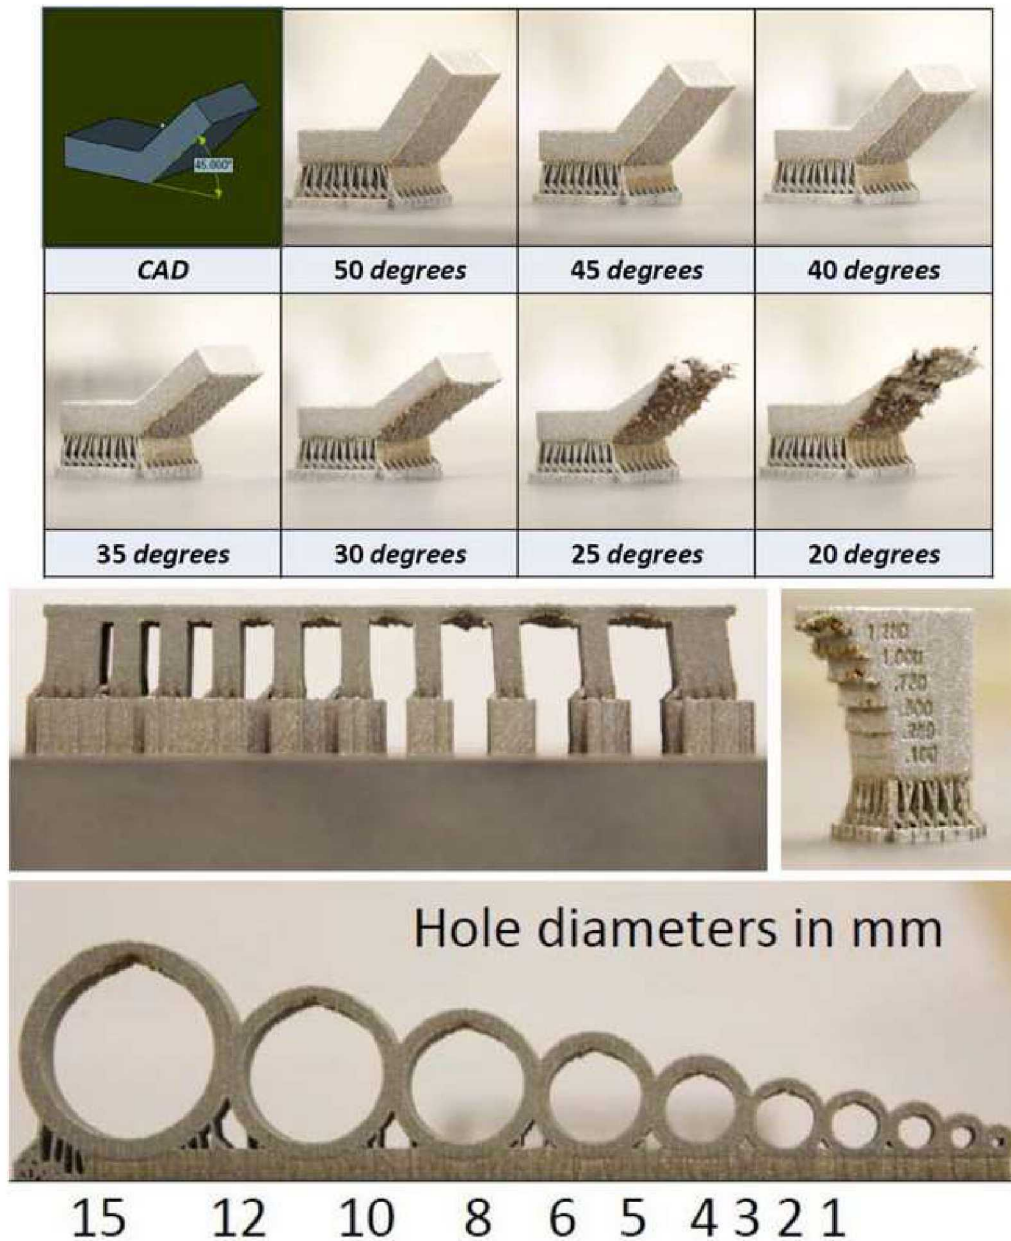 45.000°
CAD
50 degrees
45 degrees
40 degrees
35 degrees
30 degrees
25 degrees
20 degrees
1.000
.100
Hole diameters in mm
15 12 10 8 6 5 4 3 2 1